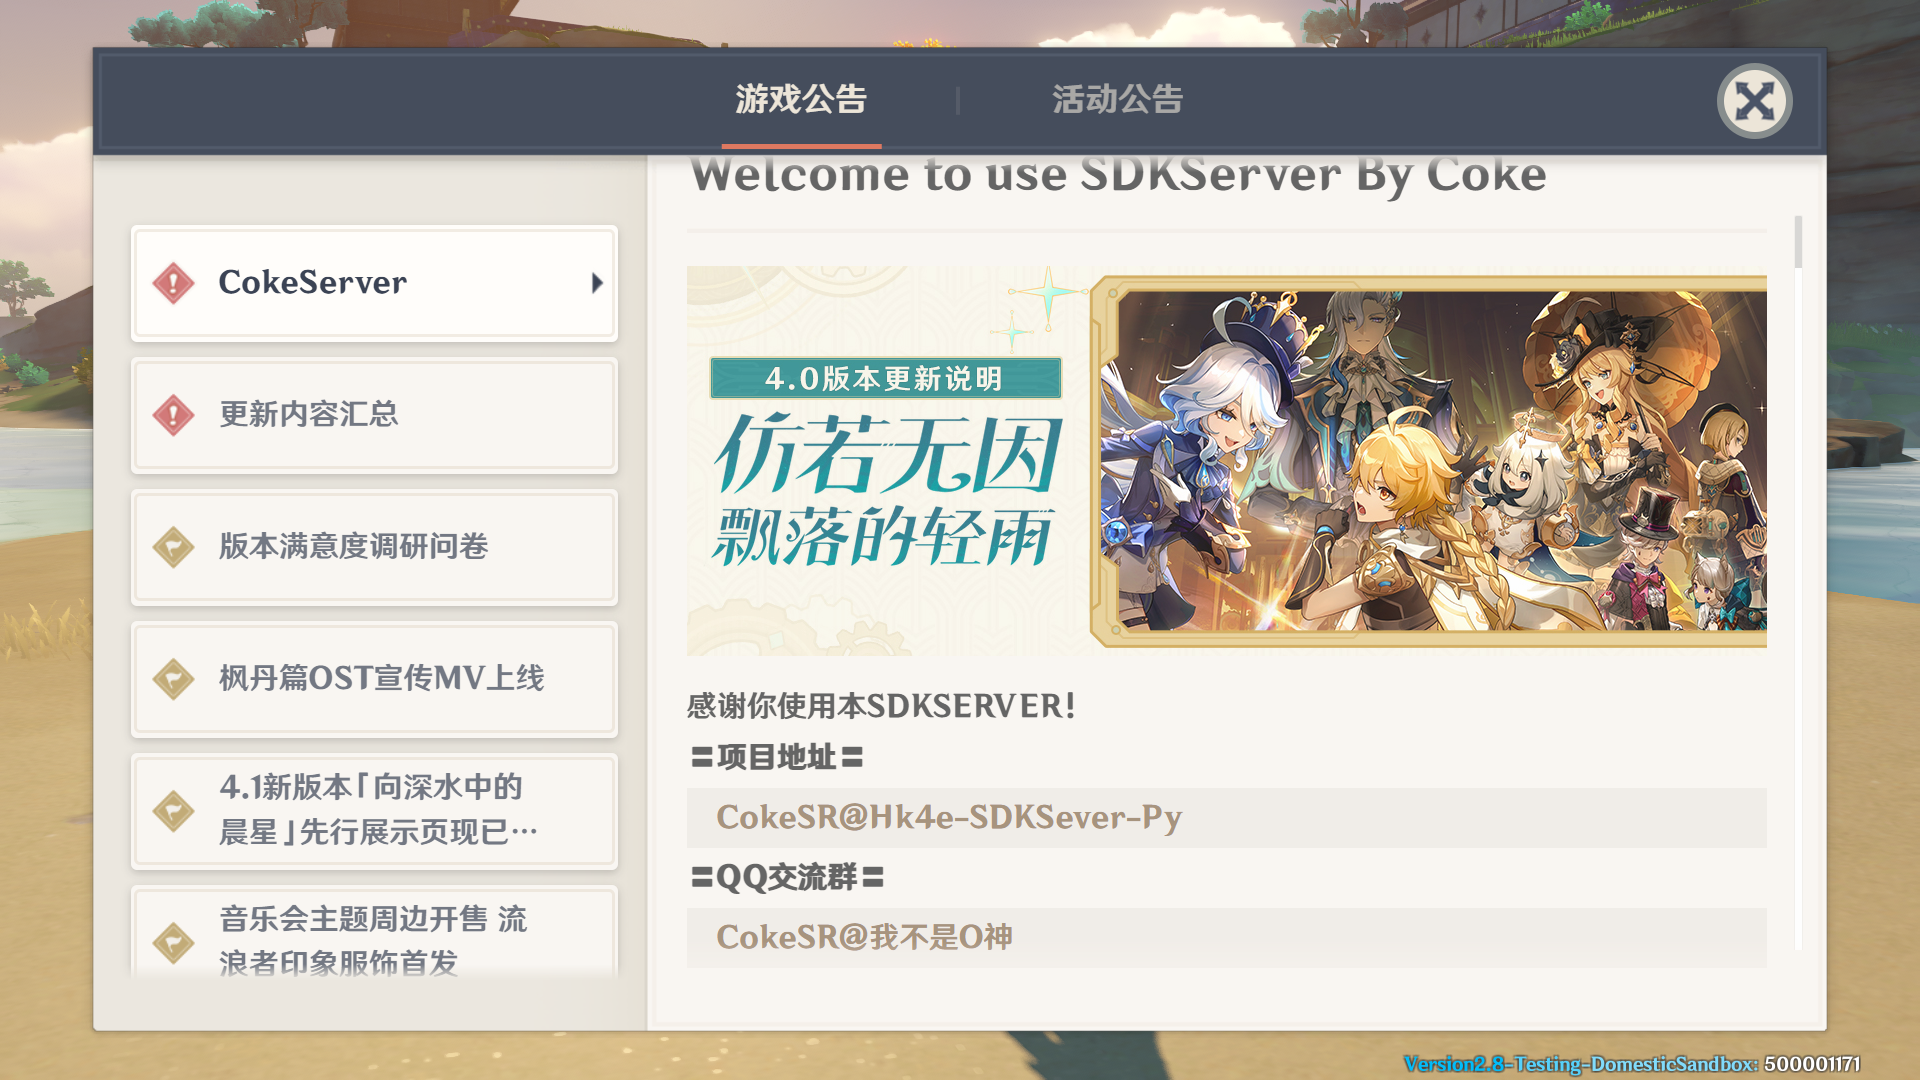 游戏公告
活动公告
CokeServer
更新内容汇总
版本满意度调研问卷
枫丹篇OST宣传MV上线
4.1新版本「向深水中的
晨星」先行展示页现已…
音乐会主题周边开售 流
浪者印象服饰首发
Welcome to use SDKServer By Coke
4.0版本更新说明
仿若无因
飘落的轻雨
感谢你使用本SDKSERVER!
〓项目地址〓
CokeSR@Hk4e-SDKSever-Py
〓QQ交流群〓
CokeSR@我不是O神
Version2.8-Testing-DomesticSandbox: 500001171